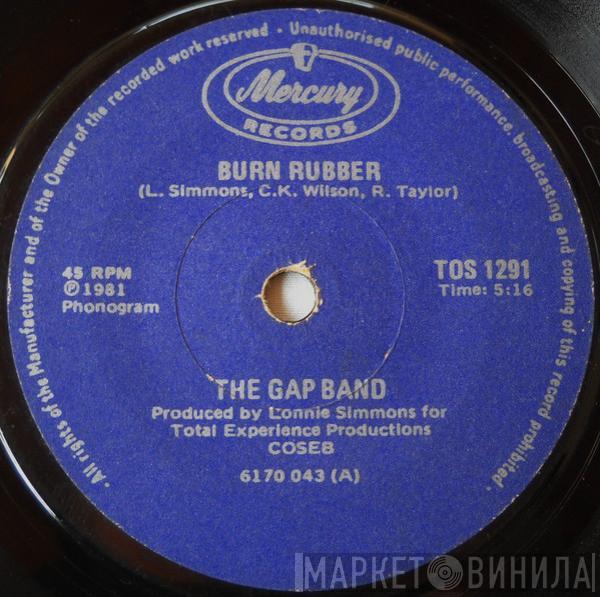 · All rights of the Manufacturer and of the Owner of the recorded work reserved · Unauthorised public performance, broadcasting and copying of this record prohibited ·
Mercury
RECORDS
BURN RUBBER
(L. Simmons, C.K. Wilson, R. Taylor)
45 RPM
℗ 1981
Phonogram
TOS 1291
Time: 5:16
THE GAP BAND
Produced by Lonnie Simmons for
Total Experience Productions
COSEB
6170 043 (A)
МАРКЕТ ВИНИЛА